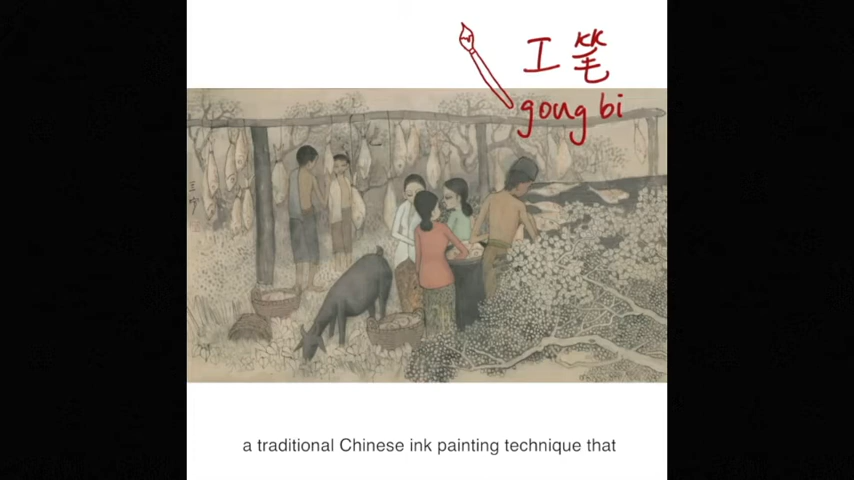 工笔
gong bi
a traditional Chinese ink painting technique that